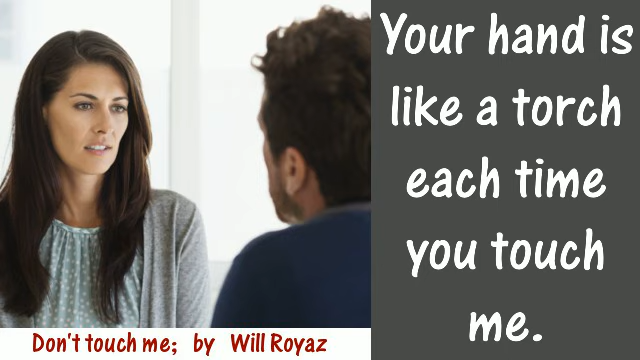 Your hand is
like a torch
each time
you touch
me.
Don't touch me;   by   Will Royaz